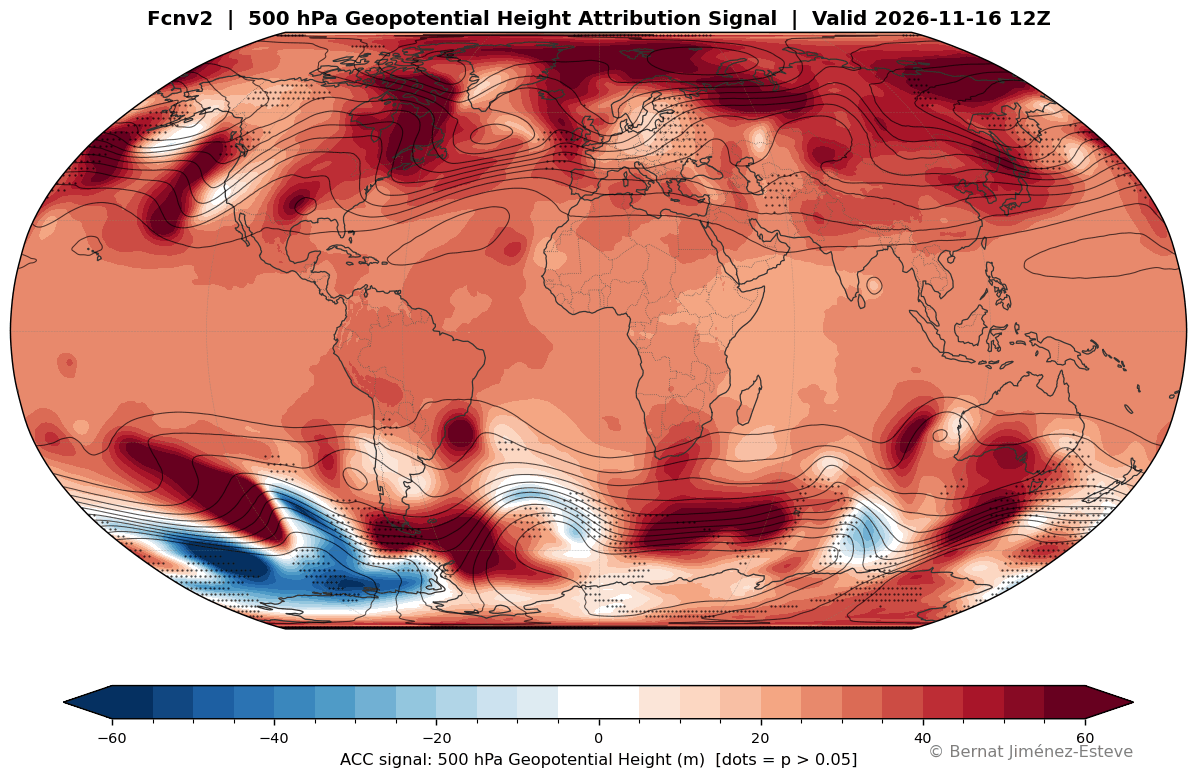 Fcnv2 | 500 hPa Geopotential Height Attribution Signal | Valid 2026-11-16 12Z
−60 −40 −20 0 20 40 60
ACC signal: 500 hPa Geopotential Height (m) [dots = p > 0.05]
© Bernat Jiménez-Esteve